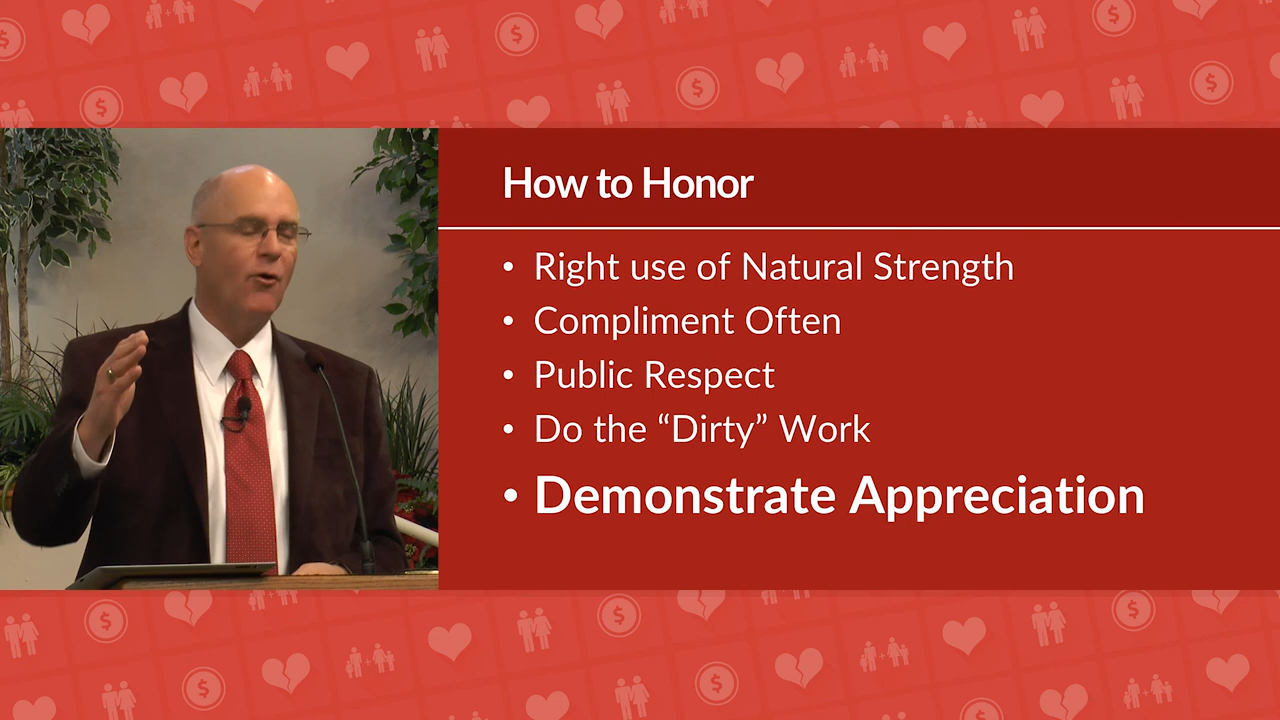 How to Honor
• Right use of Natural Strength
• Compliment Often
• Public Respect
• Do the “Dirty” Work
• Demonstrate Appreciation